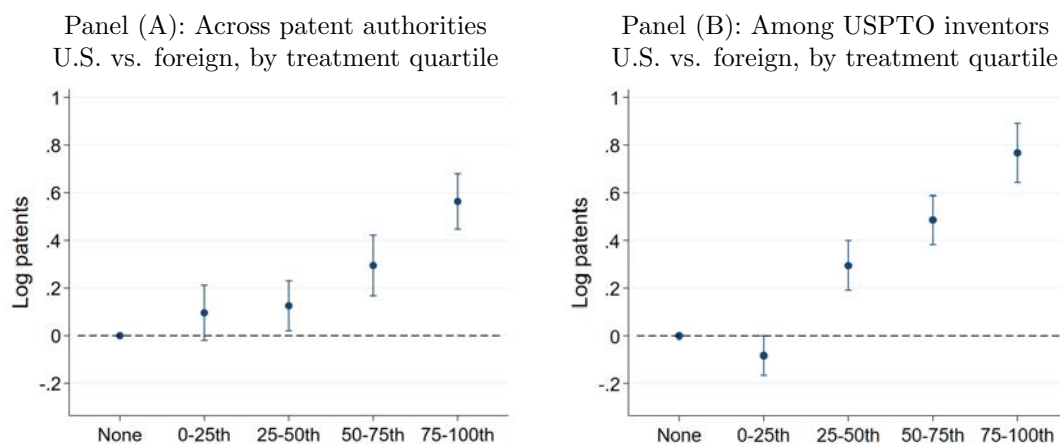 Panel (A): Across patent authorities
U.S. vs. foreign, by treatment quartile
1
.8
.6
.4
.2
0
-.2
Log patents
None 0-25th 25-50th 50-75th 75-100th
Panel (B): Among USPTO inventors
U.S. vs. foreign, by treatment quartile
1
.8
.6
.4
.2
0
-.2
Log patents
None 0-25th 25-50th 50-75th 75-100th